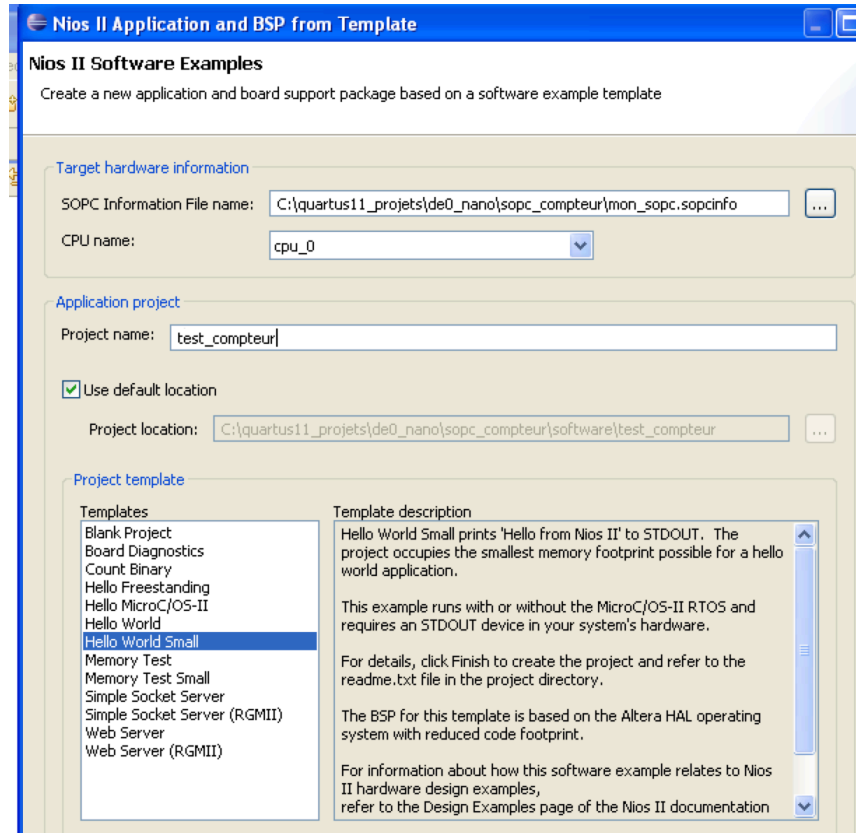 Nios II Application and BSP from Template
Nios II Software Examples
Create a new application and board support package based on a software example template
Target hardware information
SOPC Information File name: C:\quartus11_projets\de0_nano\sopc_compteur\mon_sopc.sopcinfo ...
CPU name: cpu_0
Application project
Project name: test_compteur
Use default location
Project location: C:\quartus11_projets\de0_nano\sopc_compteur\software\test_compteur ...
Project template
Templates
Blank Project
Board Diagnostics
Count Binary
Hello Freestanding
Hello MicroC/OS-II
Hello World
Hello World Small
Memory Test
Memory Test Small
Simple Socket Server
Simple Socket Server (RGMII)
Web Server
Web Server (RGMII)
Template description
Hello World Small prints 'Hello from Nios II' to STDOUT. The
project occupies the smallest memory footprint possible for a hello
world application.
This example runs with or without the MicroC/OS-II RTOS and
requires an STDOUT device in your system's hardware.
For details, click Finish to create the project and refer to the
readme.txt file in the project directory.
The BSP for this template is based on the Altera HAL operating
system with reduced code footprint.
For information about how this software example relates to Nios
II hardware design examples,
refer to the Design Examples page of the Nios II documentation